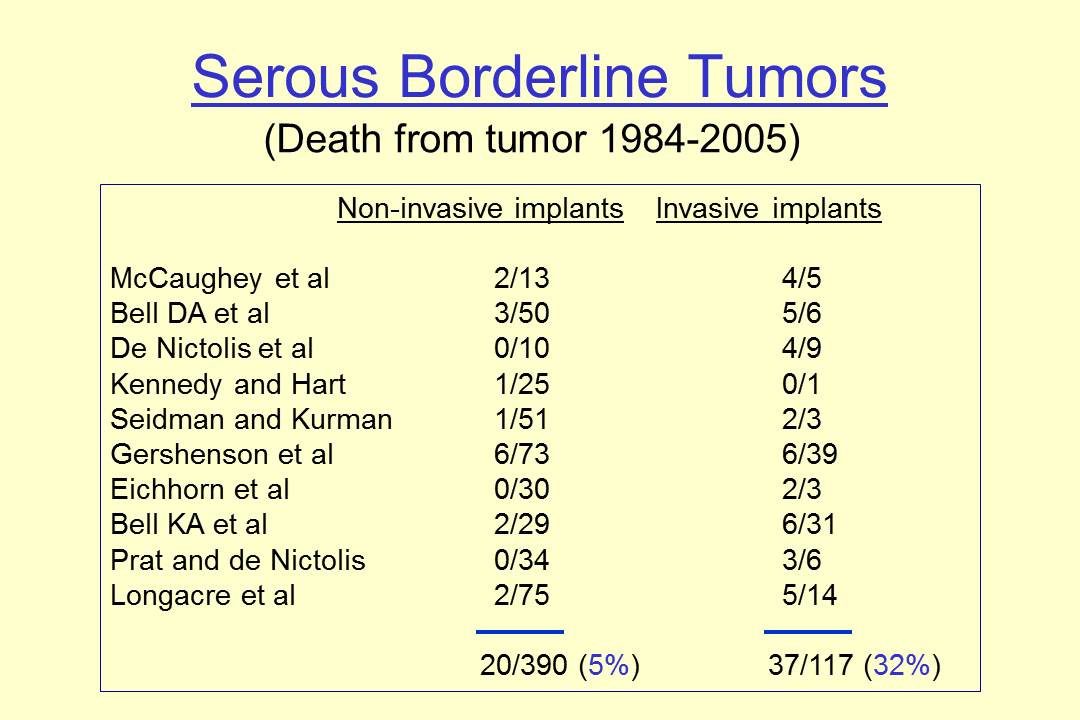 Serous Borderline Tumors
(Death from tumor 1984-2005)
Non-invasive implants Invasive implants
McCaughey et al 2/13 4/5
Bell DA et al 3/50 5/6
De Nictolis et al 0/10 4/9
Kennedy and Hart 1/25 0/1
Seidman and Kurman 1/51 2/3
Gershenson et al 6/73 6/39
Eichhorn et al 0/30 2/3
Bell KA et al 2/29 6/31
Prat and de Nictolis 0/34 3/6
Longacre et al 2/75 5/14
20/390 (5%) 37/117 (32%)